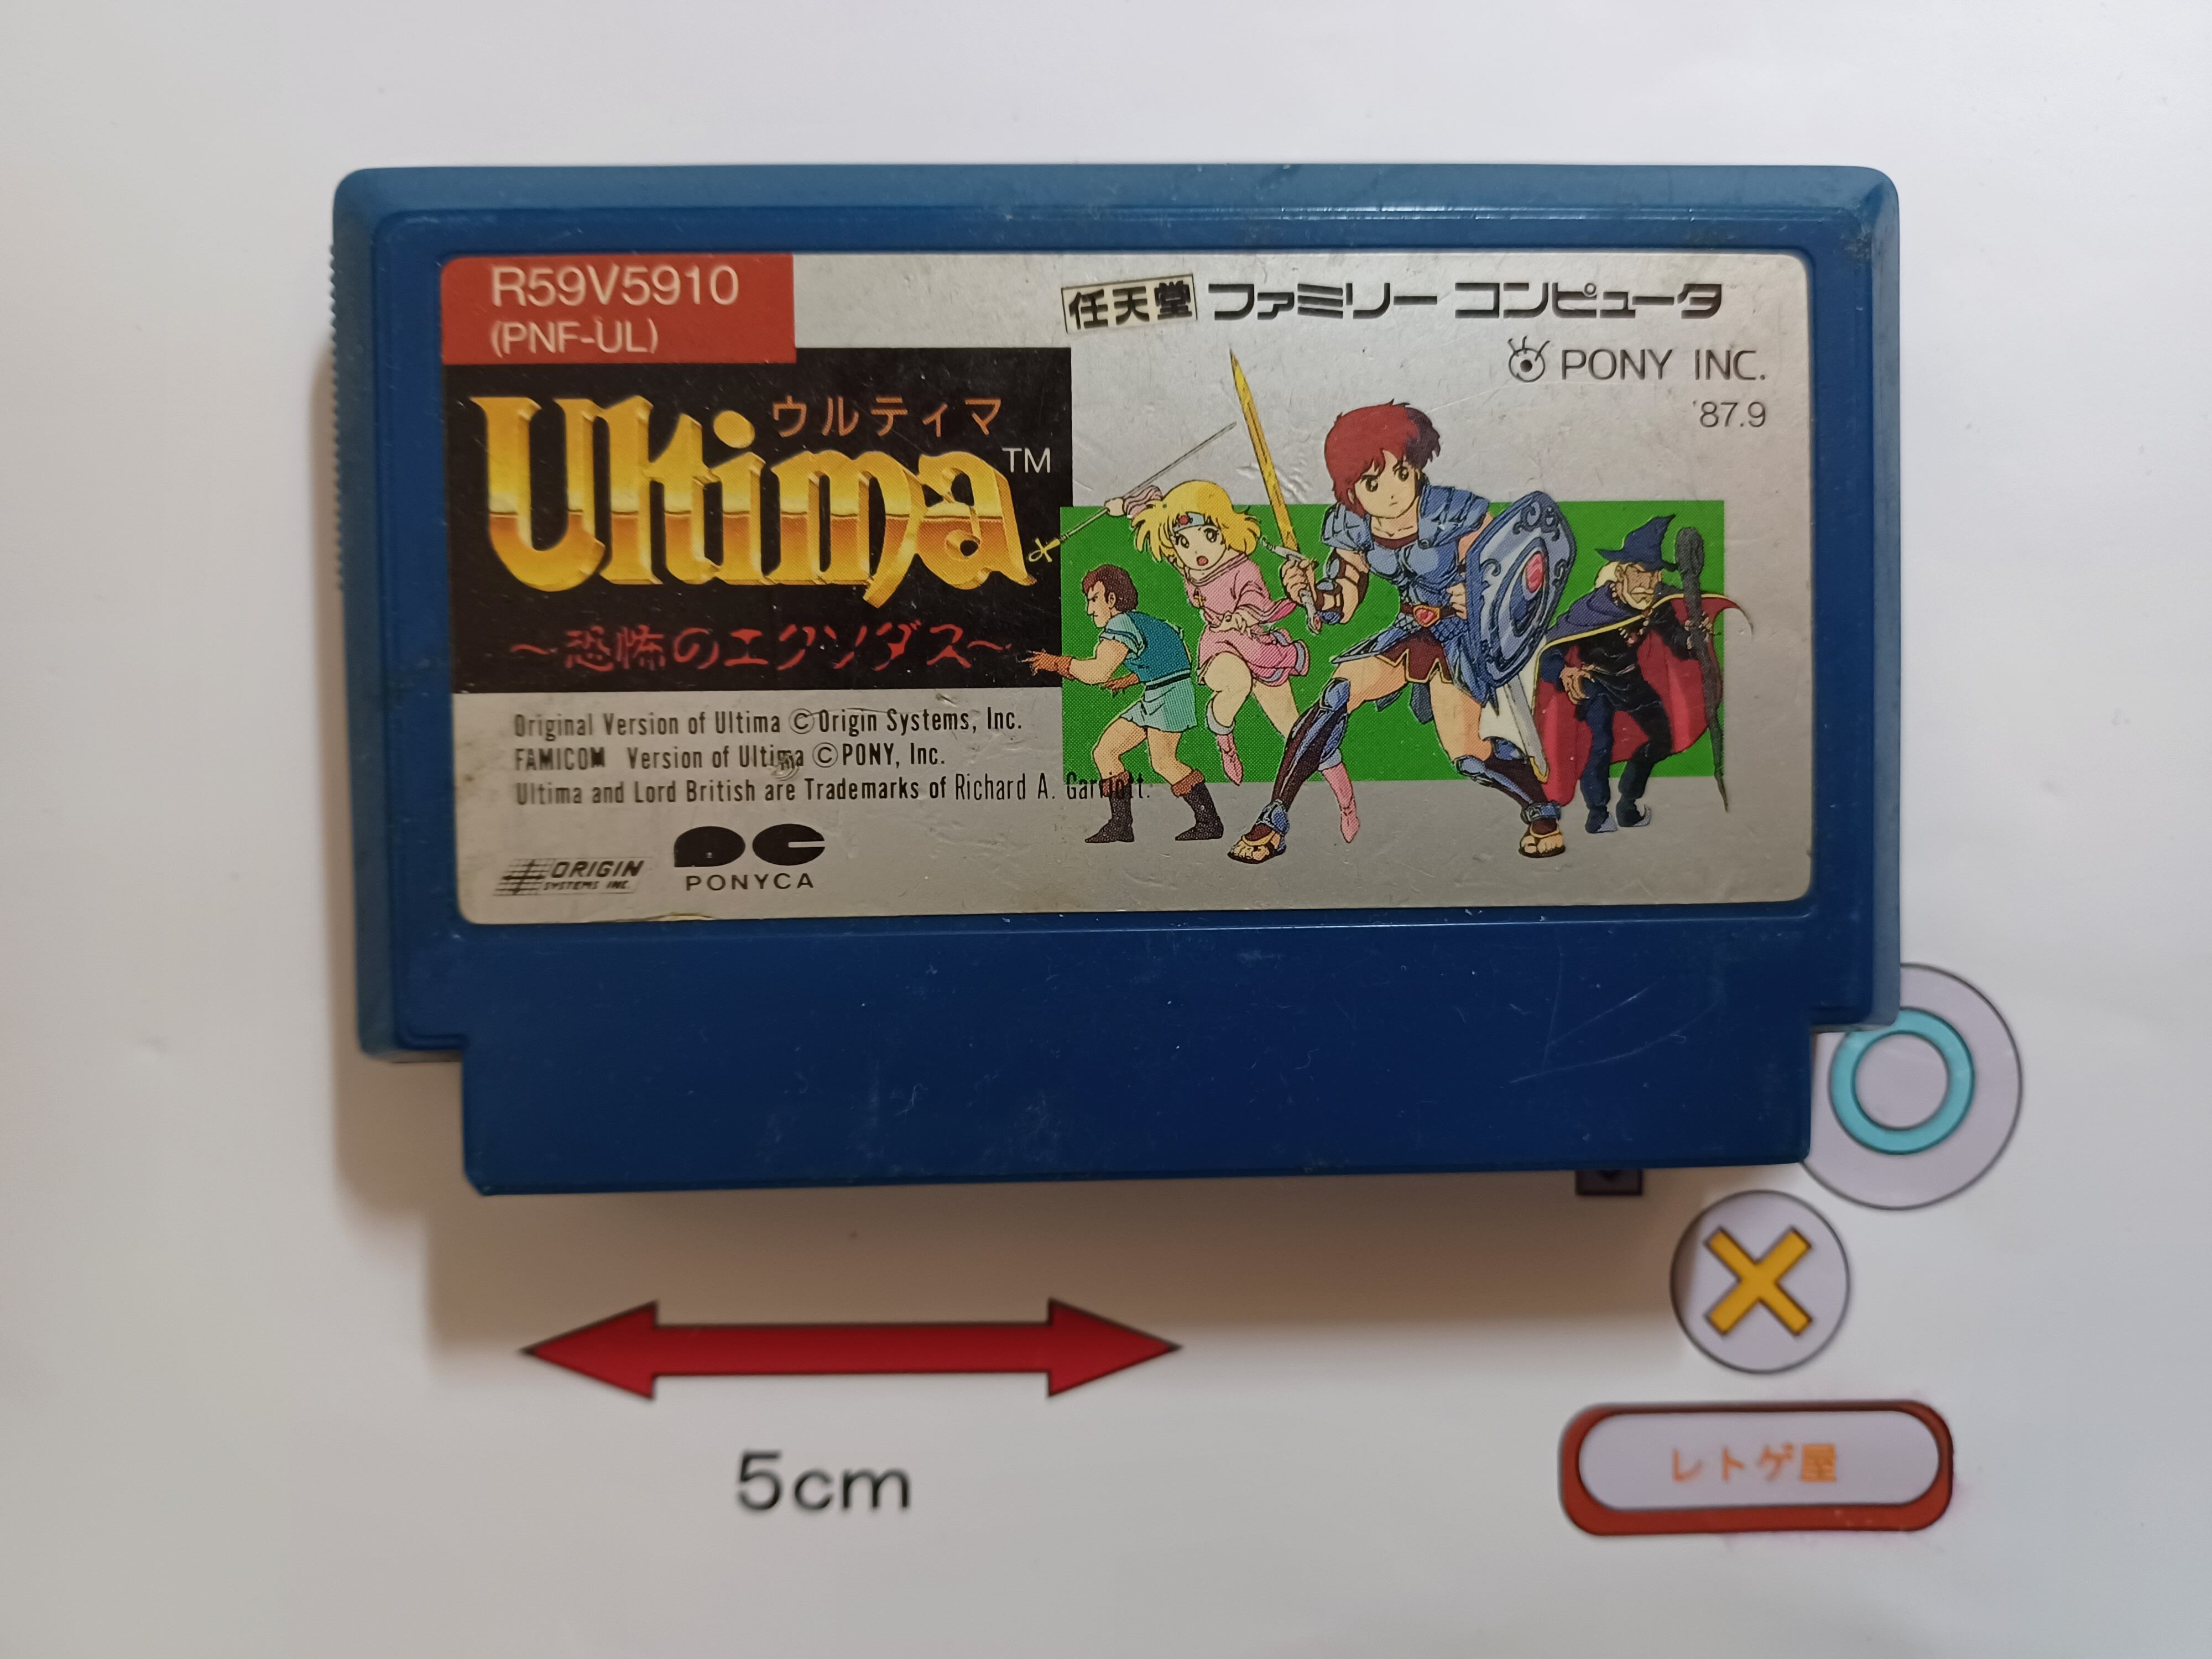 R59V5910
(PNF-UL)
任天堂 ファミリー コンピュータ
PONY INC.
'87.9
ウルティマ
Ultima™
～恐怖のエクソダス～
Original Version of Ultima ©Origin Systems, Inc.
FAMICOM Version of Ultima ©PONY, Inc.
Ultima and Lord British are Trademarks of Richard A. Garriott.
ORIGIN
SYSTEMS INC.
PC
PONYCA
5cm
レトゲ屋